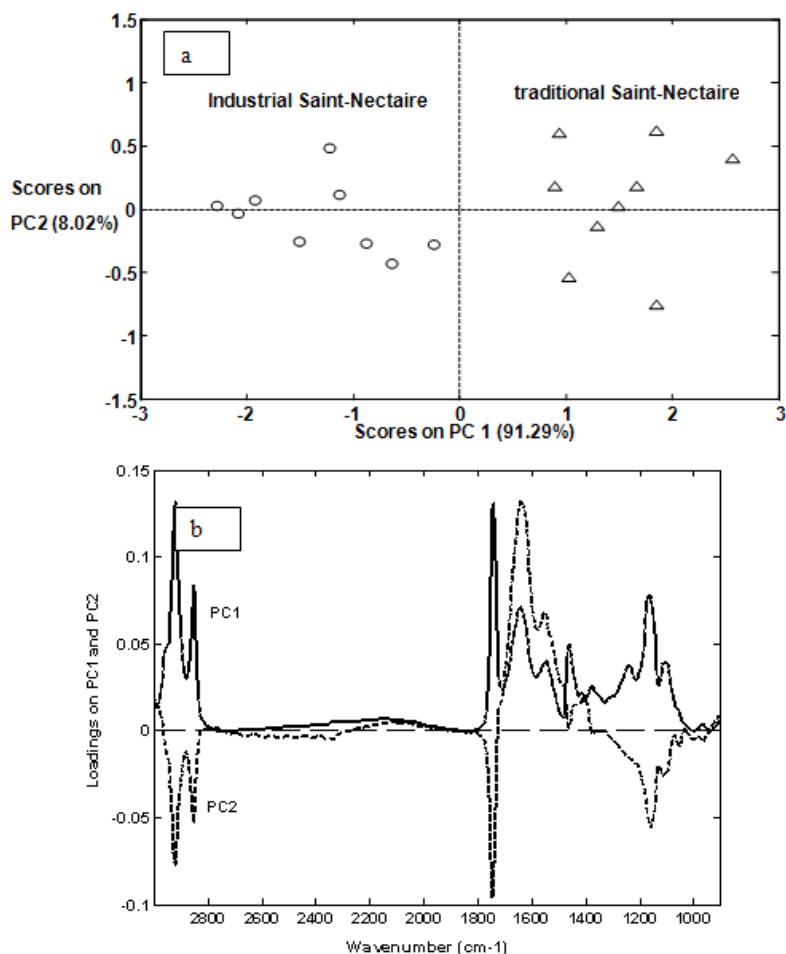 1.5
a
1
Industrial Saint-Nectaire
traditional Saint-Nectaire
0.5
Scores on
PC2 (8.02%)
0
-0.5
-1
-1.5
-3 -2 -1 0 1 2 3
Scores on PC 1 (91.29%)
0.15
b
0.1
PC1
0.05
Loadings on PC1 and PC2
0
PC2
-0.05
-0.1
2800 2600 2400 2200 2000 1800 1600 1400 1200 1000
Wavenumber (cm-1)